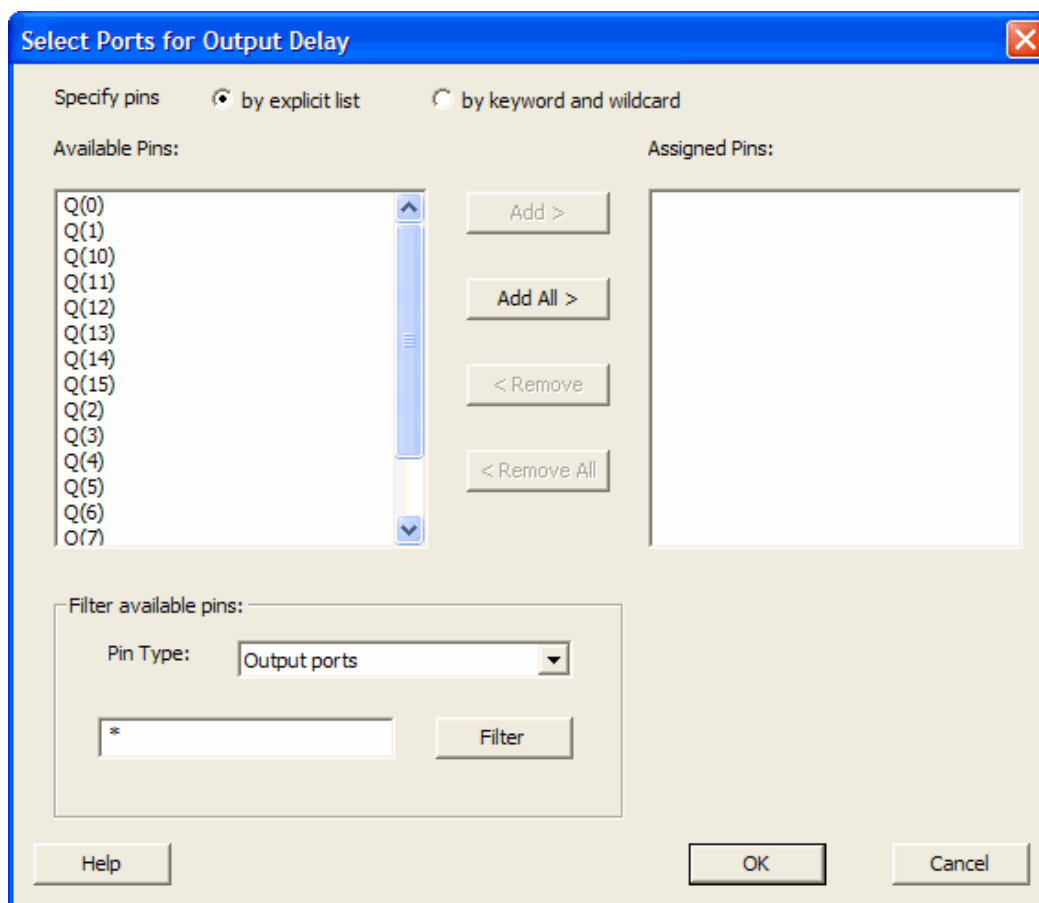 Select Ports for Output Delay
Specify pins by explicit list by keyword and wildcard
Available Pins:
Assigned Pins:
Q(0)
Q(1)
Q(10)
Q(11)
Q(12)
Q(13)
Q(14)
Q(15)
Q(2)
Q(3)
Q(4)
Q(5)
Q(6)
Q(7)
Add >
Add All >
< Remove
< Remove All
Filter available pins:
Pin Type: Output ports
*
Filter
Help
OK
Cancel